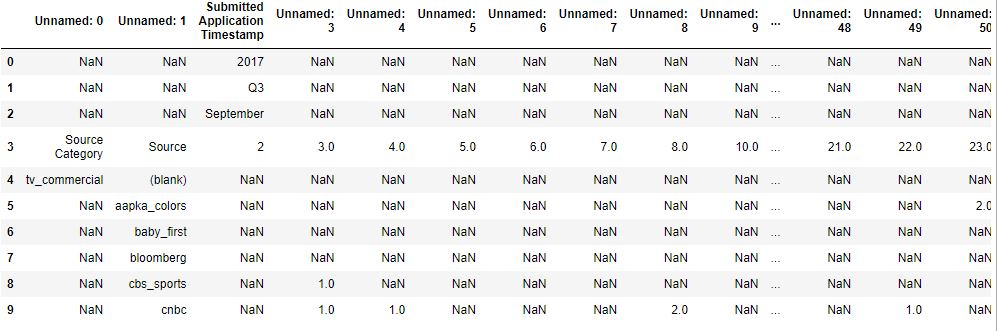 Unnamed: 0 Unnamed: 1 Submitted Application Timestamp Unnamed: 3 Unnamed: 4 Unnamed: 5 Unnamed: 6 Unnamed: 7 Unnamed: 8 Unnamed: 9 ... Unnamed: 48 Unnamed: 49 Unnamed: 50
0 NaN NaN 2017 NaN NaN NaN NaN NaN NaN NaN ... NaN NaN NaN
1 NaN NaN Q3 NaN NaN NaN NaN NaN NaN NaN ... NaN NaN NaN
2 NaN NaN September NaN NaN NaN NaN NaN NaN NaN ... NaN NaN NaN
3 Source Category Source 2 3.0 4.0 5.0 6.0 7.0 8.0 10.0 ... 21.0 22.0 23.0
4 tv_commercial (blank) NaN NaN NaN NaN NaN NaN NaN NaN ... NaN NaN NaN
5 NaN aapka_colors NaN NaN NaN NaN NaN NaN NaN NaN ... NaN NaN 2.0
6 NaN baby_first NaN NaN NaN NaN NaN NaN NaN NaN ... NaN NaN NaN
7 NaN bloomberg NaN NaN NaN NaN NaN NaN NaN NaN ... NaN NaN NaN
8 NaN cbs_sports NaN 1.0 NaN NaN NaN NaN NaN NaN ... NaN NaN NaN
9 NaN cnbc NaN 1.0 1.0 NaN NaN NaN 2.0 NaN ... NaN 1.0 NaN